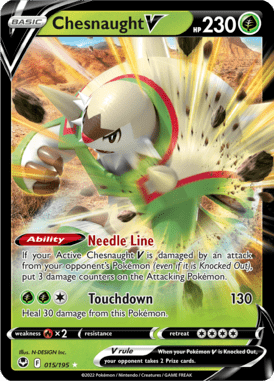 BASIC Chesnaught V HP 230
Ability Needle Line
If your Active Chesnaught V is damaged by an attack
from your opponent's Pokémon (even if it is Knocked Out),
put 3 damage counters on the Attacking Pokémon.
Touchdown 130
Heal 30 damage from this Pokémon.
weakness ×2 resistance retreat
Illus. N-DESIGN Inc.
F 015/195
V rule When your Pokémon V is Knocked Out,
your opponent takes 2 Prize cards.
©2022 Pokémon / Nintendo / Creatures / GAME FREAK